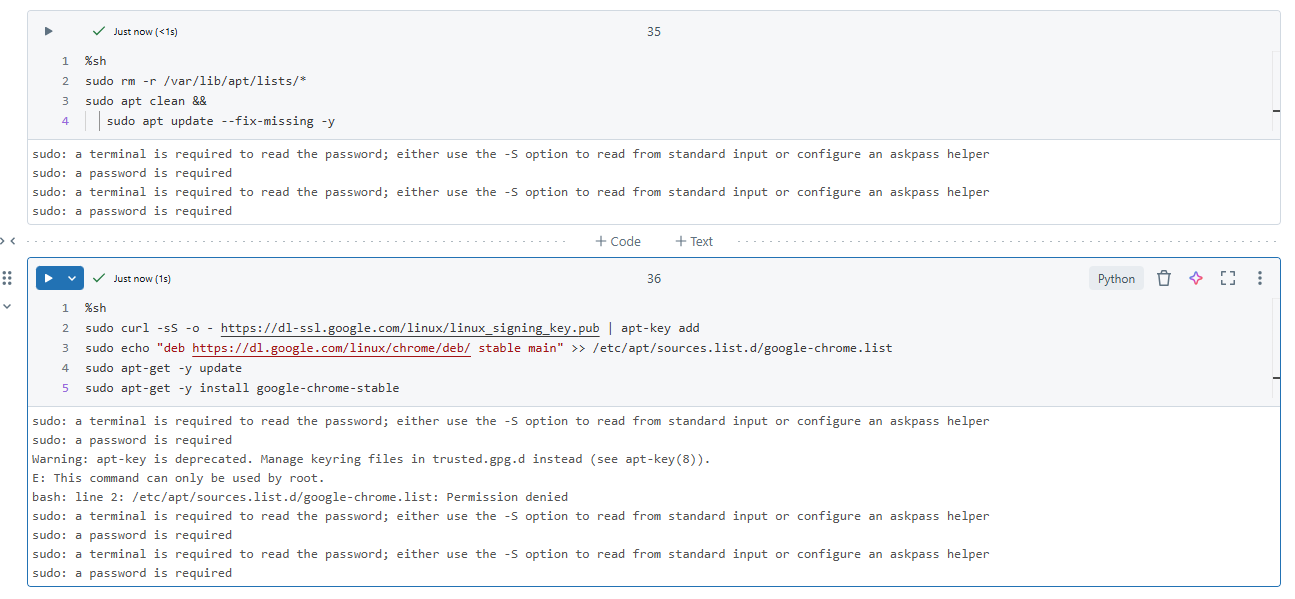 Just now (<1s)
35
1 %sh
2 sudo rm -r /var/lib/apt/lists/*
3 sudo apt clean &&
4 sudo apt update --fix-missing -y
sudo: a terminal is required to read the password; either use the -S option to read from standard input or configure an askpass helper
sudo: a password is required
sudo: a terminal is required to read the password; either use the -S option to read from standard input or configure an askpass helper
sudo: a password is required
+ Code + Text
Just now (1s)
36
Python
1 %sh
2 sudo curl -sS -o - https://dl-ssl.google.com/linux/linux_signing_key.pub | apt-key add
3 sudo echo "deb https://dl.google.com/linux/chrome/deb/ stable main" >> /etc/apt/sources.list.d/google-chrome.list
4 sudo apt-get -y update
5 sudo apt-get -y install google-chrome-stable
sudo: a terminal is required to read the password; either use the -S option to read from standard input or configure an askpass helper
sudo: a password is required
Warning: apt-key is deprecated. Manage keyring files in trusted.gpg.d instead (see apt-key(8)).
E: This command can only be used by root.
bash: line 2: /etc/apt/sources.list.d/google-chrome.list: Permission denied
sudo: a terminal is required to read the password; either use the -S option to read from standard input or configure an askpass helper
sudo: a password is required
sudo: a terminal is required to read the password; either use the -S option to read from standard input or configure an askpass helper
sudo: a password is required